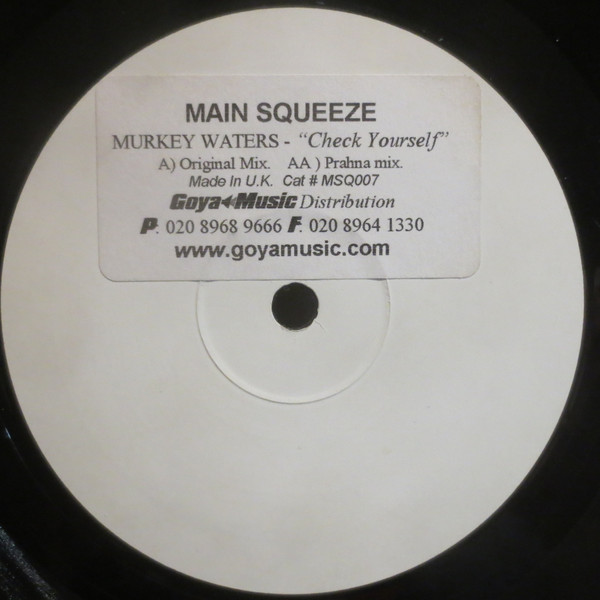 MAIN SQUEEZE
MURKEY WATERS - “Check Yourself”
A) Original Mix. AA ) Prahna mix.
Made In U.K. Cat # MSQ007
Goya Music Distribution
P: 020 8968 9666 F: 020 8964 1330
www.goyamusic.com